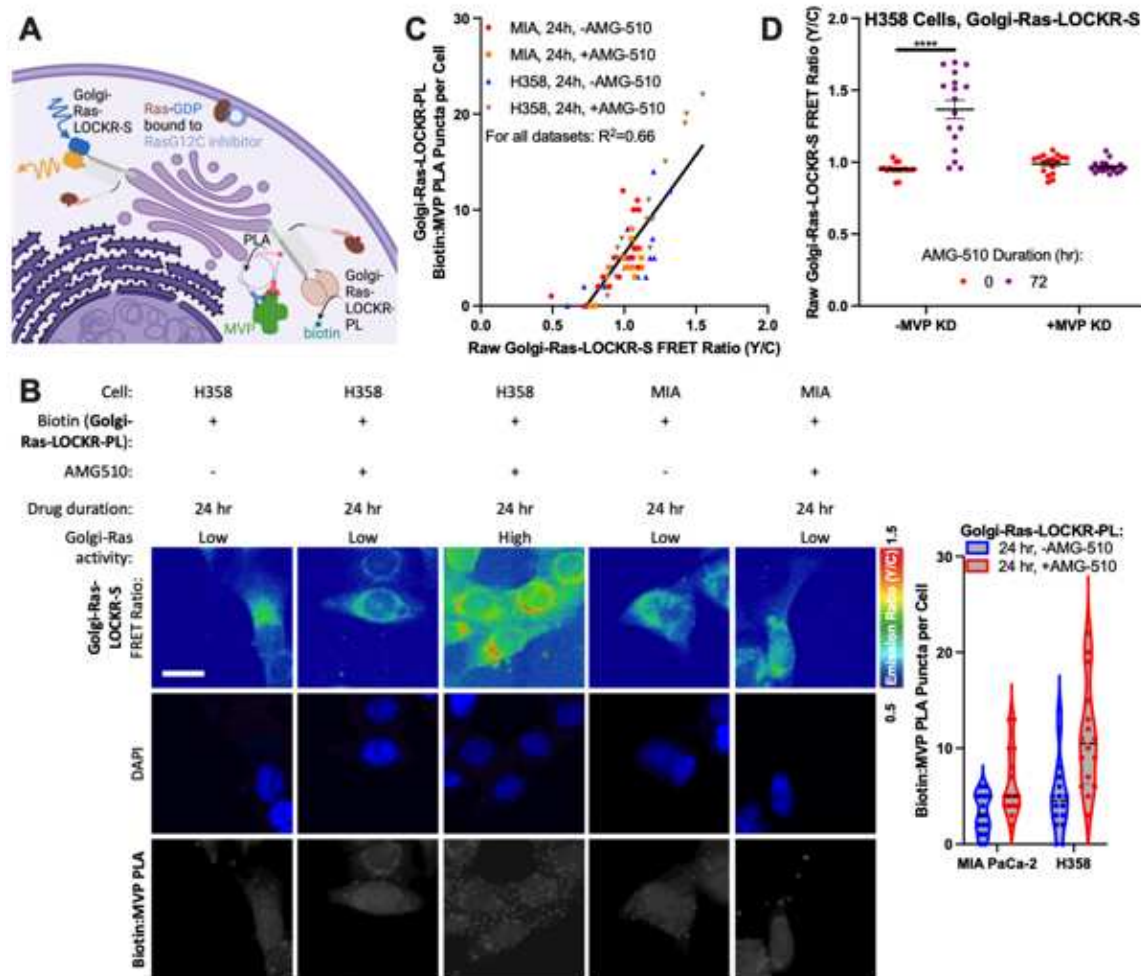 A
Golgi-
Ras-
LOCKR-S
Ras-GDP
bound to
RasG12C inhibitor
PLA
MVP
Golgi-
Ras-
LOCKR-
PL
biotin
C
Golgi-Ras-LOCKR-PL
Biotin:MVP PLA Puncta per Cell
30
20
10
0
MIA, 24h, -AMG-510
MIA, 24h, +AMG-510
H358, 24h, -AMG-510
H358, 24h, +AMG-510
For all datasets: R²=0.66
0.0 0.5 1.0 1.5 2.0
Raw Golgi-Ras-LOCKR-S FRET Ratio (Y/C)
D
H358 Cells, Golgi-Ras-LOCKR-S
Raw Golgi-Ras-LOCKR-S FRET Ratio (Y/C)
2.0
1.5
1.0
0.5
0.0
****
AMG-510 Duration (hr):
0 72
-MVP KD +MVP KD
B
Cell: H358 H358 H358 MIA MIA
Biotin (Golgi-
Ras-LOCKR-PL): + + + + +
AMG510: - + + - +
Drug duration: 24 hr 24 hr 24 hr 24 hr 24 hr
Golgi-Ras
activity: Low Low High Low Low
Golgi-Ras-
LOCKR-S
FRET Ratio:
DAPI
Biotin:MVP PLA
1.5
Emission Ratio (Y/C)
0.5
Golgi-Ras-LOCKR-PL:
24 hr, -AMG-510
24 hr, +AMG-510
Biotin:MVP PLA Puncta per Cell
30
20
10
0
MIA PaCa-2 H358